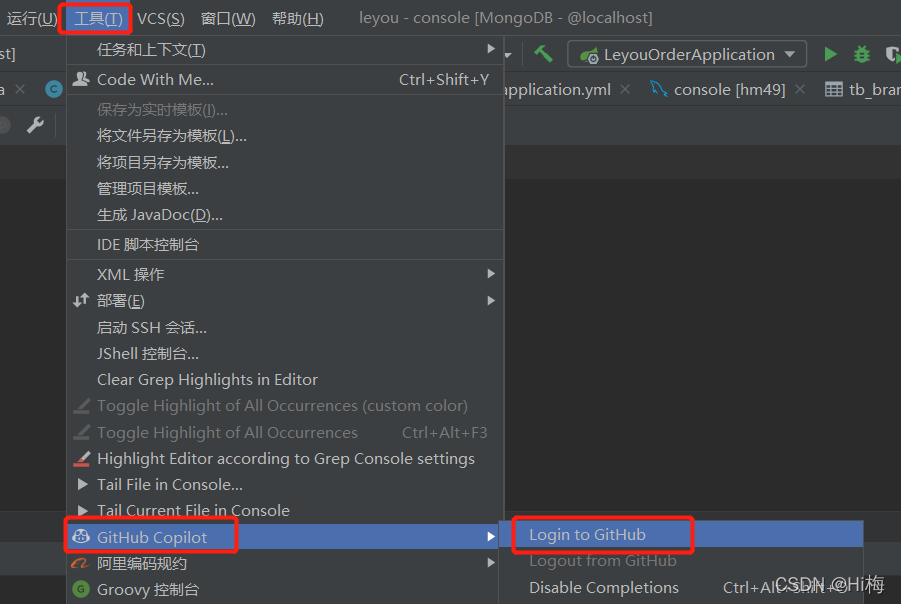 运行(U) 工具(T) VCS(S) 窗口(W) 帮助(H) leyou - console [MongoDB - @localhost]
st] LeyouOrderApplication
a application.yml console [hm49] tb_bran
任务和上下文(T)
Code With Me... Ctrl+Shift+Y
保存为实时模板(J)...
将文件另存为模板(L)...
将项目另存为模板...
管理项目模板...
生成 JavaDoc(D)...
IDE 脚本控制台
XML 操作
部署(E)
启动 SSH 会话...
JShell 控制台...
Clear Grep Highlights in Editor
Toggle Highlight of All Occurrences (custom color)
Toggle Highlight of All Occurrences Ctrl+Alt+F3
Highlight Editor according to Grep Console settings
Tail File in Console...
Tail Current File in Console
GitHub Copilot Login to GitHub
阿里编码规约 Logout from GitHub
Groovy 控制台 Disable Completions Ctrl+Alt+Shift+
CSDN @Hi梅